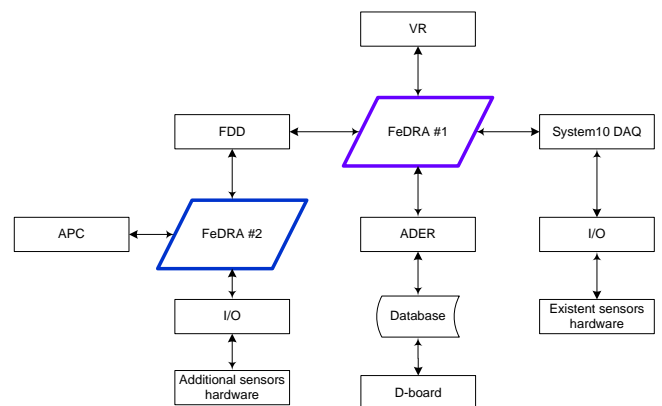 VR
FDD
FeDRA #1
System10 DAQ
APC
FeDRA #2
ADER
I/O
I/O
Database
Existent sensors
hardware
Additional sensors
hardware
D-board